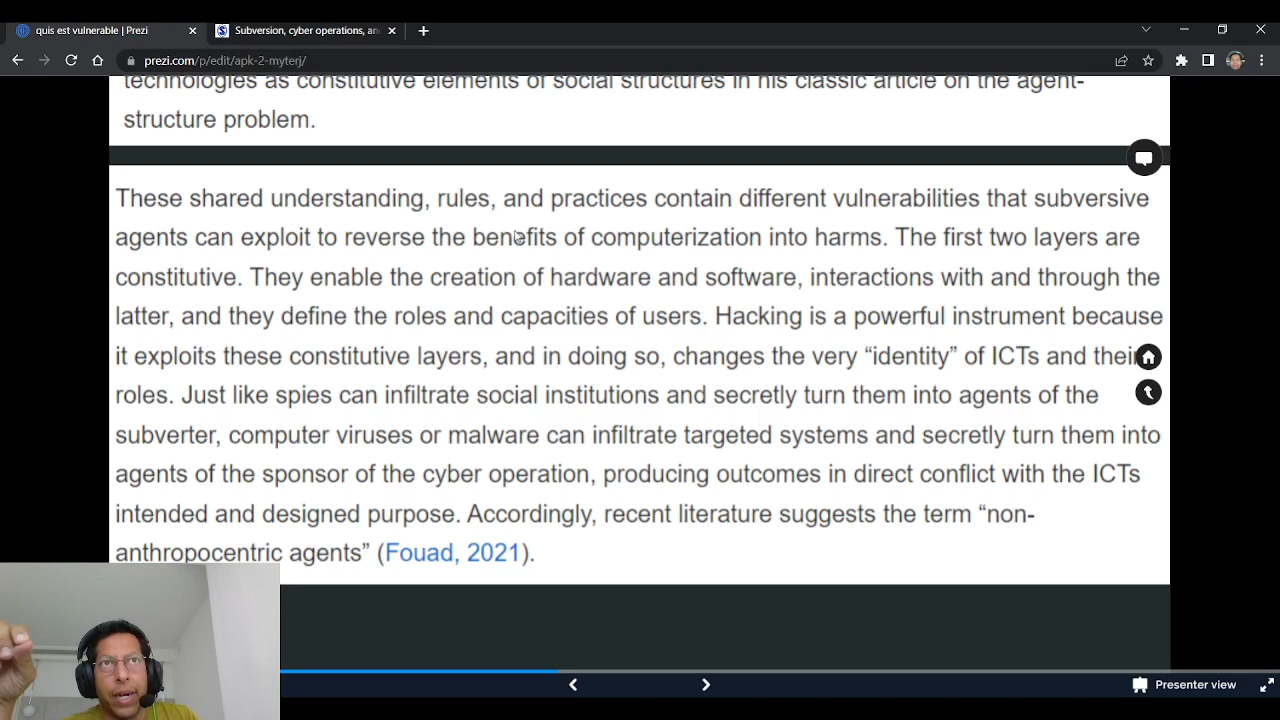 quis est vulnerable | Prezi
Subversion, cyber operations, an
prezi.com/p/edit/apk-2-myterj/
technologies as constitutive elements of social structures in his classic article on the agent-
structure problem.
These shared understanding, rules, and practices contain different vulnerabilities that subversive
agents can exploit to reverse the benefits of computerization into harms. The first two layers are
constitutive. They enable the creation of hardware and software, interactions with and through the
latter, and they define the roles and capacities of users. Hacking is a powerful instrument because
it exploits these constitutive layers, and in doing so, changes the very “identity” of ICTs and their
roles. Just like spies can infiltrate social institutions and secretly turn them into agents of the
subverter, computer viruses or malware can infiltrate targeted systems and secretly turn them into
agents of the sponsor of the cyber operation, producing outcomes in direct conflict with the ICTs
intended and designed purpose. Accordingly, recent literature suggests the term “non-
anthropocentric agents” (Fouad, 2021).
Presenter view